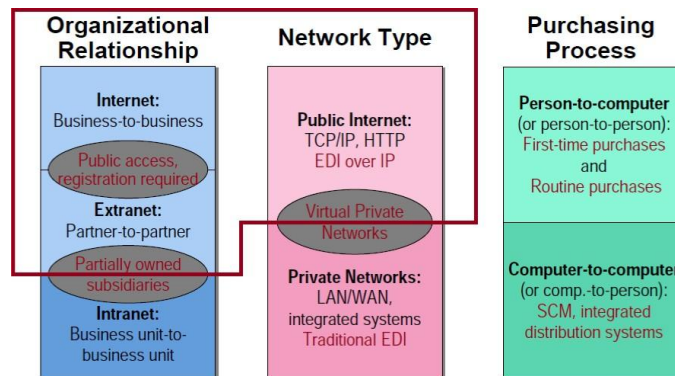 Organizational
Relationship
Internet:
Business-to-business
Public access,
registration required
Extranet:
Partner-to-partner
Partially owned
subsidiaries
Intranet:
Business unit-to-
business unit
Network Type
Public Internet:
TCP/IP, HTTP
EDI over IP
Virtual Private
Networks
Private Networks:
LAN/WAN,
integrated systems
Traditional EDI
Purchasing
Process
Person-to-computer
(or person-to-person):
First-time purchases
and
Routine purchases
Computer-to-computer
(or comp.-to-person):
SCM, integrated
distribution systems